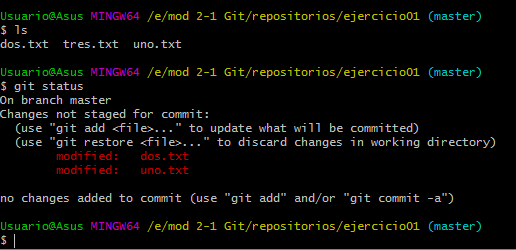 Usuario@Asus MINGW64 /e/mod 2-1 Git/repositorios/ejercicio01 (master)
$ ls
dos.txt  tres.txt  uno.txt
Usuario@Asus MINGW64 /e/mod 2-1 Git/repositorios/ejercicio01 (master)
$ git status
On branch master
Changes not staged for commit:
  (use "git add <file>..." to update what will be committed)
  (use "git restore <file>..." to discard changes in working directory)
        modified:   dos.txt
        modified:   uno.txt
no changes added to commit (use "git add" and/or "git commit -a")
Usuario@Asus MINGW64 /e/mod 2-1 Git/repositorios/ejercicio01 (master)
$